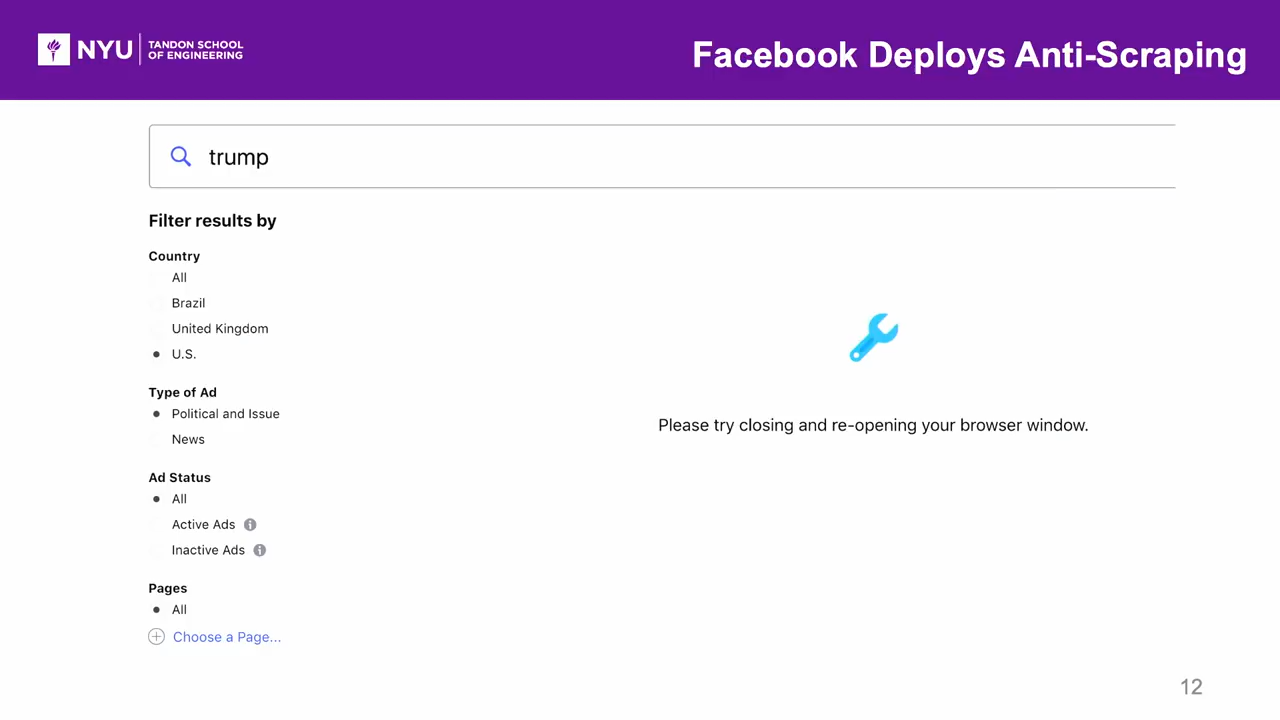 NYU
TANDON SCHOOL
OF ENGINEERING
Facebook Deploys Anti-Scraping
trump
Filter results by
Country
All
Brazil
United Kingdom
U.S.
Type of Ad
Political and Issue
News
Ad Status
All
Active Ads
Inactive Ads
Pages
All
Choose a Page...
Please try closing and re-opening your browser window.
12